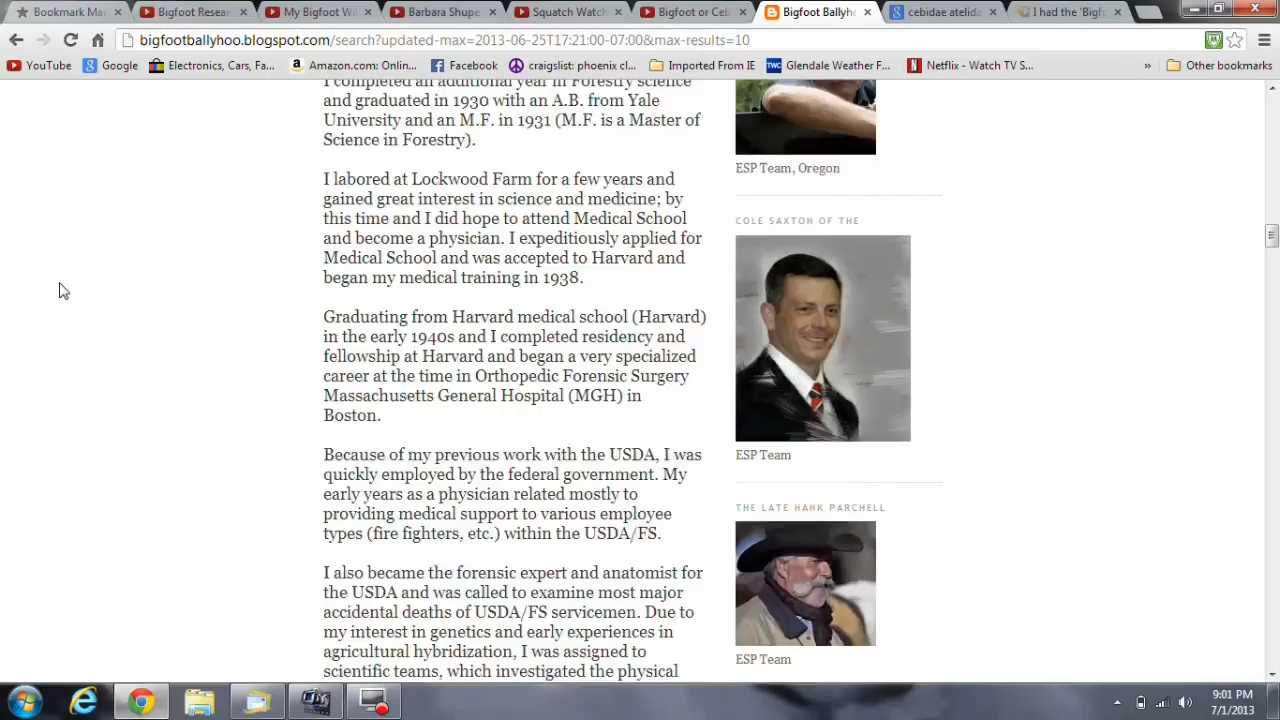 Bookmark Ma
Bigfoot Resea
My Bigfoot Wi
Barbara Shupe
Squatch Watch
Bigfoot or Ceb
Bigfoot Ballyho
cebidae atelida
I had the 'Bigf
bigfootballyhoo.blogspot.com/search?updated-max=2013-06-25T17:21:00-07:00&max-results=10
YouTube
Google
Electronics, Cars, Fa...
Amazon.com: Online...
Facebook
craigslist: phoenix cl...
Imported From IE
TWC
Glendale Weather F...
Netflix - Watch TV S...
»
Other bookmarks
I completed an additional year in Forestry science
and graduated in 1930 with an A.B. from Yale
University and an M.F. in 1931 (M.F. is a Master of
Science in Forestry).
I labored at Lockwood Farm for a few years and
gained great interest in science and medicine; by
this time and I did hope to attend Medical School
and become a physician. I expeditiously applied for
Medical School and was accepted to Harvard and
began my medical training in 1938.
Graduating from Harvard medical school (Harvard)
in the early 1940s and I completed residency and
fellowship at Harvard and began a very specialized
career at the time in Orthopedic Forensic Surgery
Massachusetts General Hospital (MGH) in
Boston.
Because of my previous work with the USDA, I was
quickly employed by the federal government. My
early years as a physician related mostly to
providing medical support to various employee
types (fire fighters, etc.) within the USDA/FS.
I also became the forensic expert and anatomist for
the USDA and was called to examine most major
accidental deaths of USDA/FS servicemen. Due to
my interest in genetics and early experiences in
agricultural hybridization, I was assigned to
scientific teams, which investigated the physical
ESP Team, Oregon
COLE SAXTON OF THE
ESP Team
THE LATE HANK PARCHELL
ESP Team
9:01 PM
7/1/2013